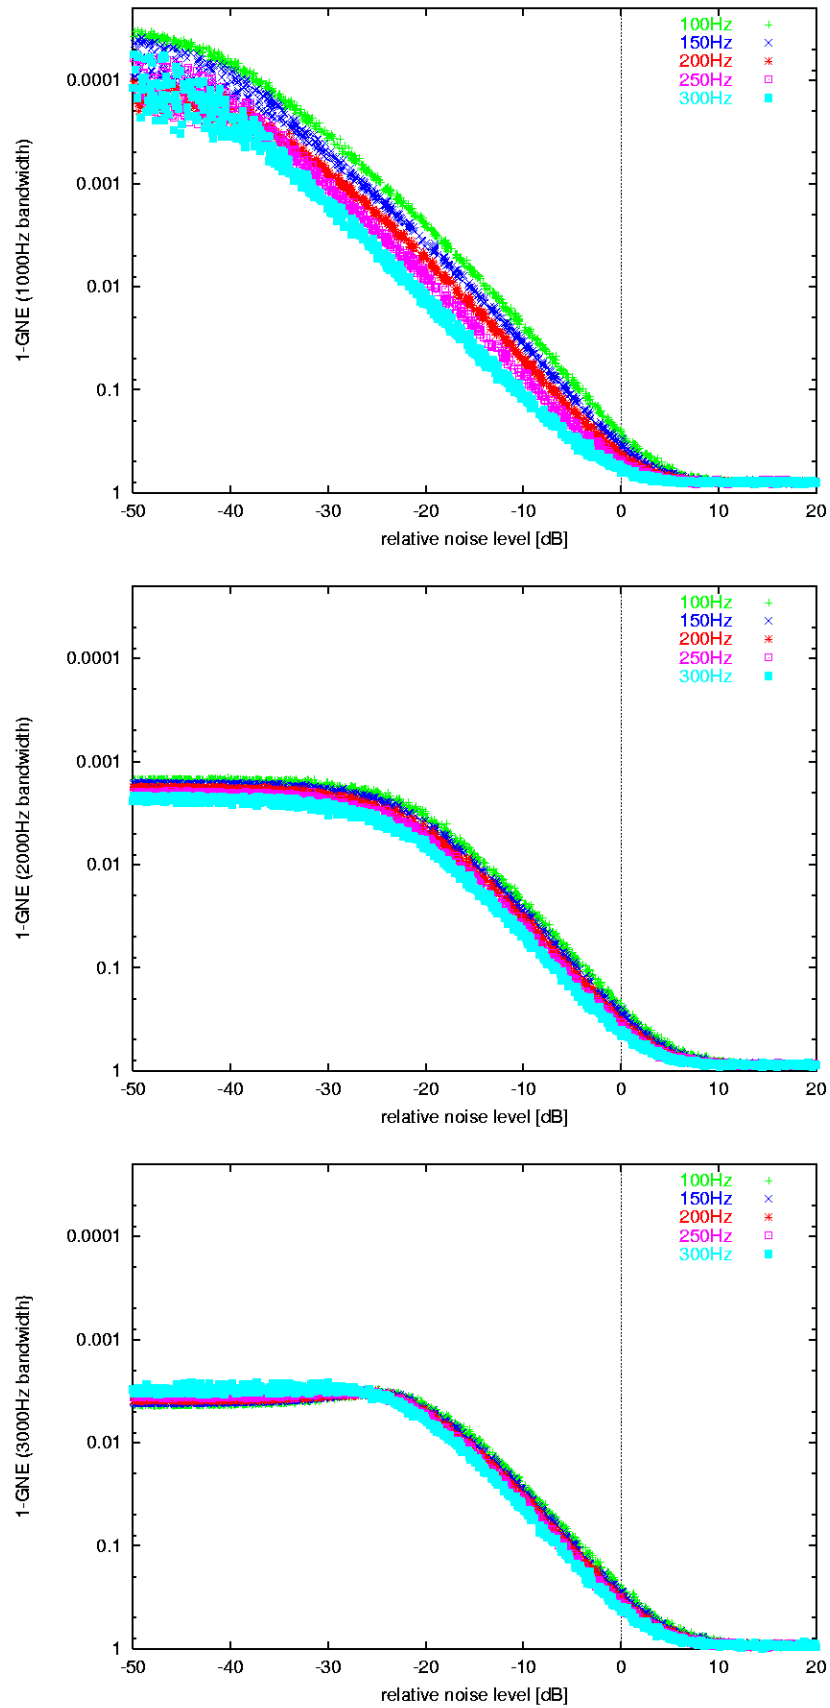 100Hz
150Hz
200Hz
250Hz
300Hz
0.0001
0.001
0.01
0.1
1
-50 -40 -30 -20 -10 0 10 20
1-GNE (1000Hz bandwidth)
relative noise level [dB]
100Hz
150Hz
200Hz
250Hz
300Hz
0.0001
0.001
0.01
0.1
1
-50 -40 -30 -20 -10 0 10 20
1-GNE (2000Hz bandwidth)
relative noise level [dB]
100Hz
150Hz
200Hz
250Hz
300Hz
0.0001
0.001
0.01
0.1
1
-50 -40 -30 -20 -10 0 10 20
1-GNE (3000Hz bandwidth}
relative noise level [dB]